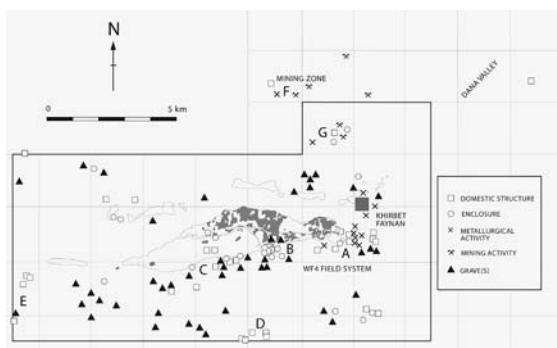 N
0
5 km
MINING ZONE
F
DANA VALLEY
G
KHIRBET
FAYNAN
A
B
WF4 FIELD SYSTEM
C
E
D
DOMESTIC STRUCTURE
ENCLOSURE
METALLURGICAL
ACTIVITY
MINING ACTIVITY
GRAVE(S)